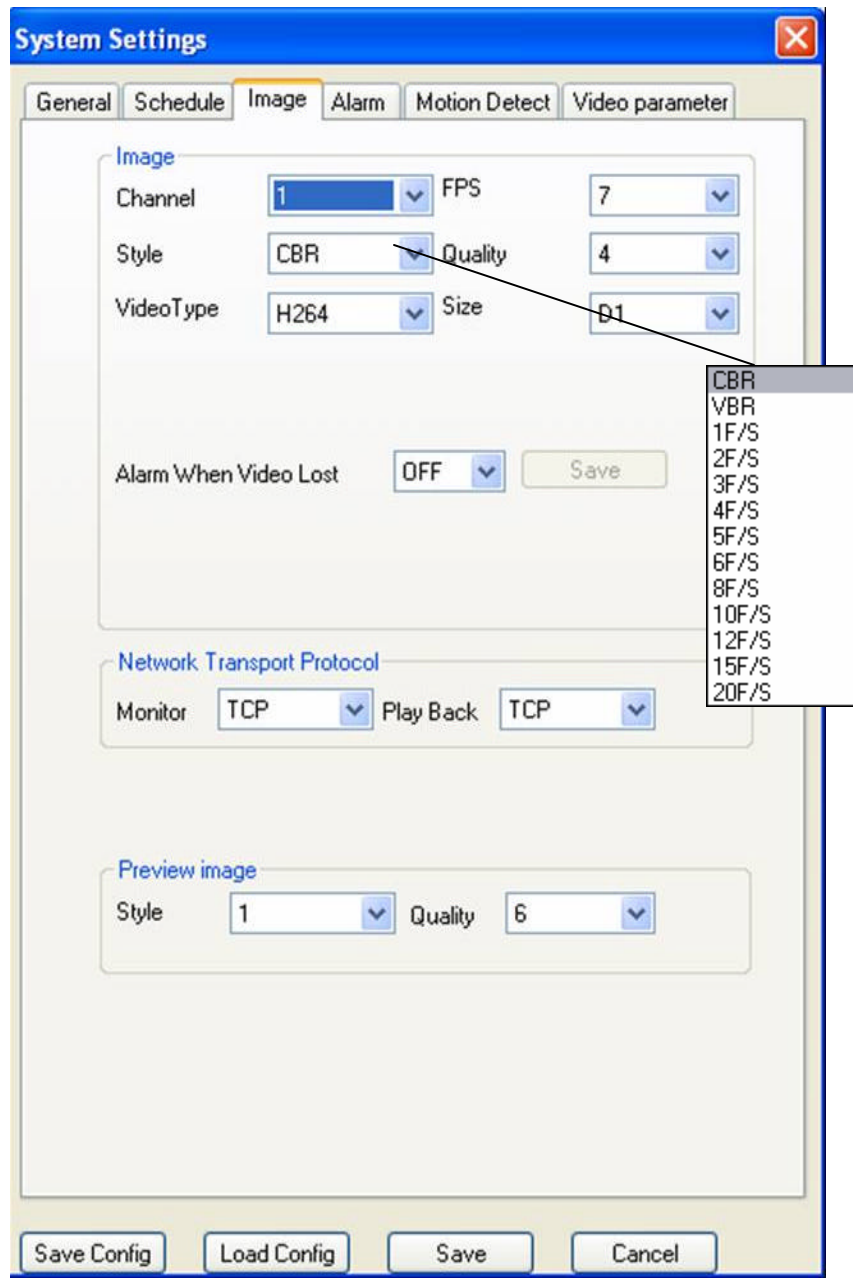 System Settings
General Schedule Image Alarm Motion Detect Video parameter
Image
Channel 1 FPS 7
Style CBR Quality 4
VideoType H264 Size D1
CBR
VBR
1F/S
2F/S
3F/S
4F/S
5F/S
6F/S
8F/S
10F/S
12F/S
15F/S
20F/S
Alarm When Video Lost OFF Save
Network Transport Protocol
Monitor TCP Play Back TCP
Preview image
Style 1 Quality 6
Save Config Load Config Save Cancel